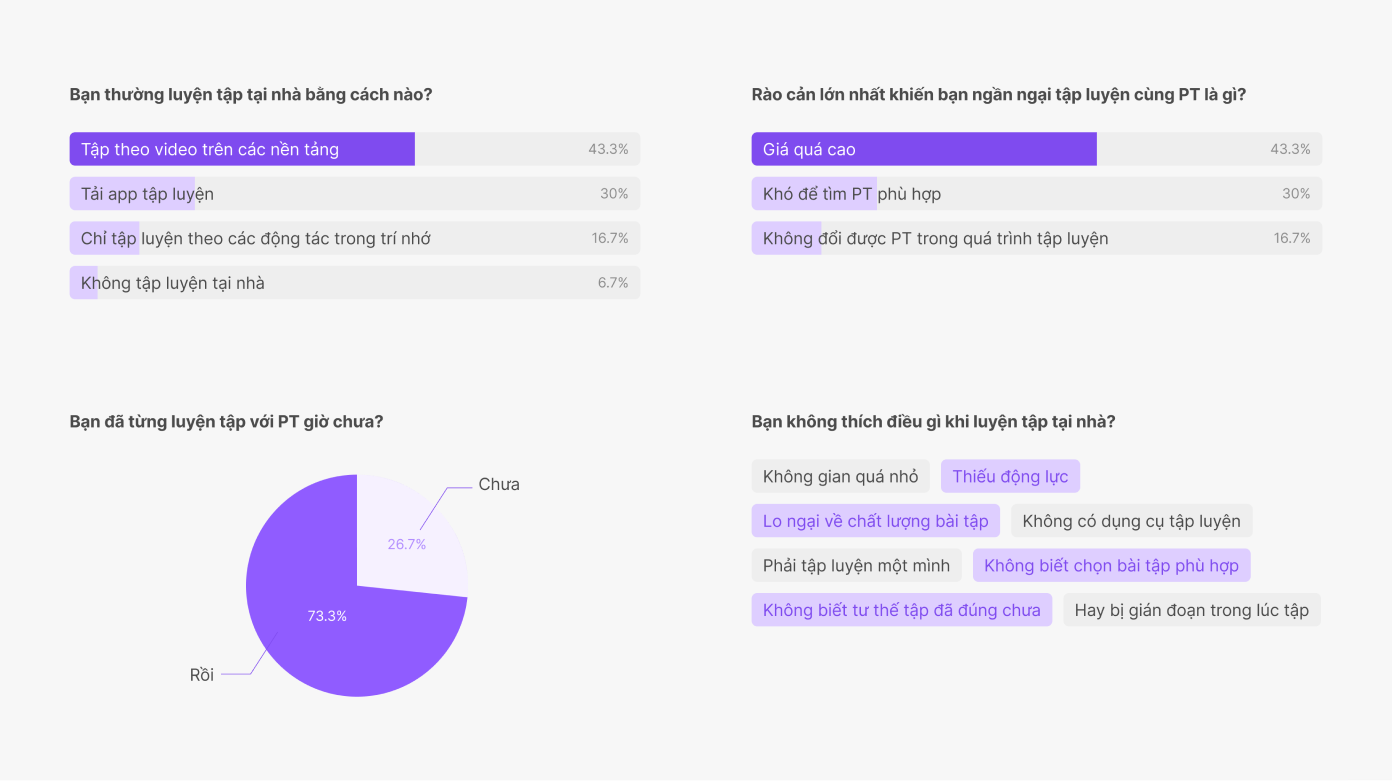 Bạn thường luyện tập tại nhà bằng cách nào?
Tập theo video trên các nền tảng 43.3%
Tải app tập luyện 30%
Chỉ tập luyện theo các động tác trong trí nhớ 16.7%
Không tập luyện tại nhà 6.7%
Rào cản lớn nhất khiến bạn ngần ngại tập luyện cùng PT là gì?
Giá quá cao 43.3%
Khó để tìm PT phù hợp 30%
Không đổi được PT trong quá trình tập luyện 16.7%
Bạn đã từng luyện tập với PT giờ chưa?
Chưa
26.7%
73.3%
Rồi
Bạn không thích điều gì khi luyện tập tại nhà?
Không gian quá nhỏ Thiếu động lực
Lo ngại về chất lượng bài tập Không có dụng cụ tập luyện
Phải tập luyện một mình Không biết chọn bài tập phù hợp
Không biết tư thế tập đã đúng chưa Hay bị gián đoạn trong lúc tập